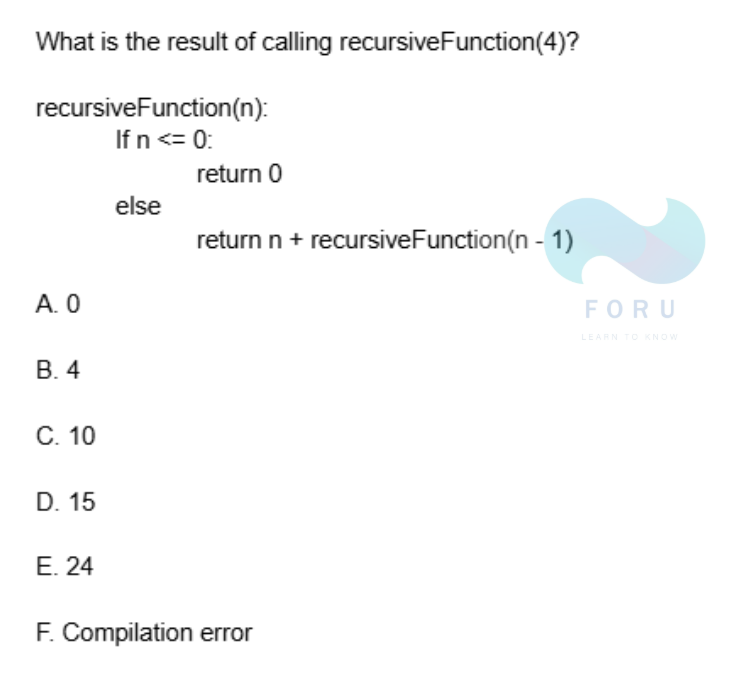 What is the result of calling recursiveFunction(4)?
recursiveFunction(n):
If n <= 0:
return 0
else
return n + recursiveFunction(n - 1)
A. 0
FORU
LEARN TO KNOW
B. 4
C. 10
D. 15
E. 24
F. Compilation error